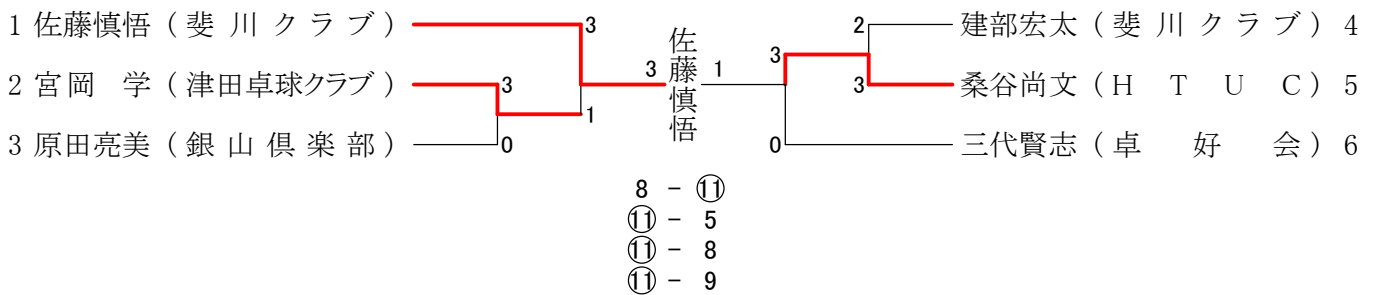 1 佐藤慎悟 ( 斐 川 ク ラ ブ ) 3 2 建部宏太 ( 斐 川 ク ラ ブ ) 4
2 宮岡　学 ( 津田卓球クラブ ) 3 1 3 佐藤慎悟 1 3 3 桑谷尚文 ( H　T　U　C ) 5
3 原田亮美 ( 銀 山 倶 楽 部 ) 0 0 三代賢志 ( 卓　好　会 ) 6
8 - ⑪
⑪ - 5
⑪ - 8
⑪ - 9